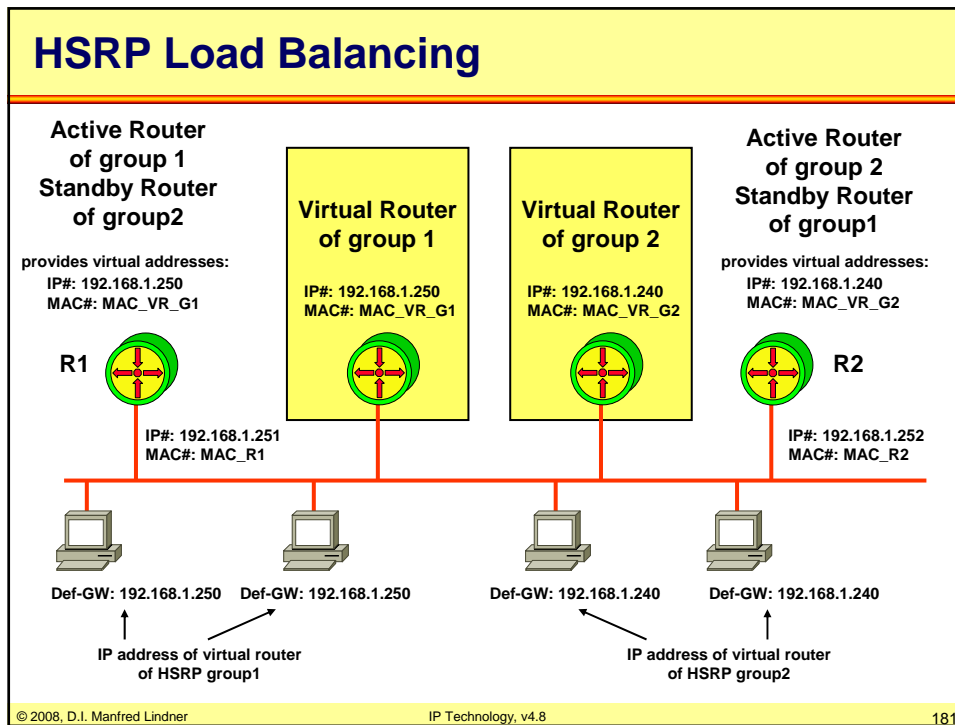 HSRP Load Balancing
Active Router
of group 1
Standby Router
of group2
provides virtual addresses:
IP#: 192.168.1.250
MAC#: MAC_VR_G1
R1
IP#: 192.168.1.251
MAC#: MAC_R1
Virtual Router
of group 1
IP#: 192.168.1.250
MAC#: MAC_VR_G1
Virtual Router
of group 2
IP#: 192.168.1.240
MAC#: MAC_VR_G2
Active Router
of group 2
Standby Router
of group1
provides virtual addresses:
IP#: 192.168.1.240
MAC#: MAC_VR_G2
R2
IP#: 192.168.1.252
MAC#: MAC_R2
Def-GW: 192.168.1.250
Def-GW: 192.168.1.250
Def-GW: 192.168.1.240
Def-GW: 192.168.1.240
IP address of virtual router
of HSRP group1
IP address of virtual router
of HSRP group2
© 2008, D.I. Manfred Lindner
IP Technology, v4.8
181